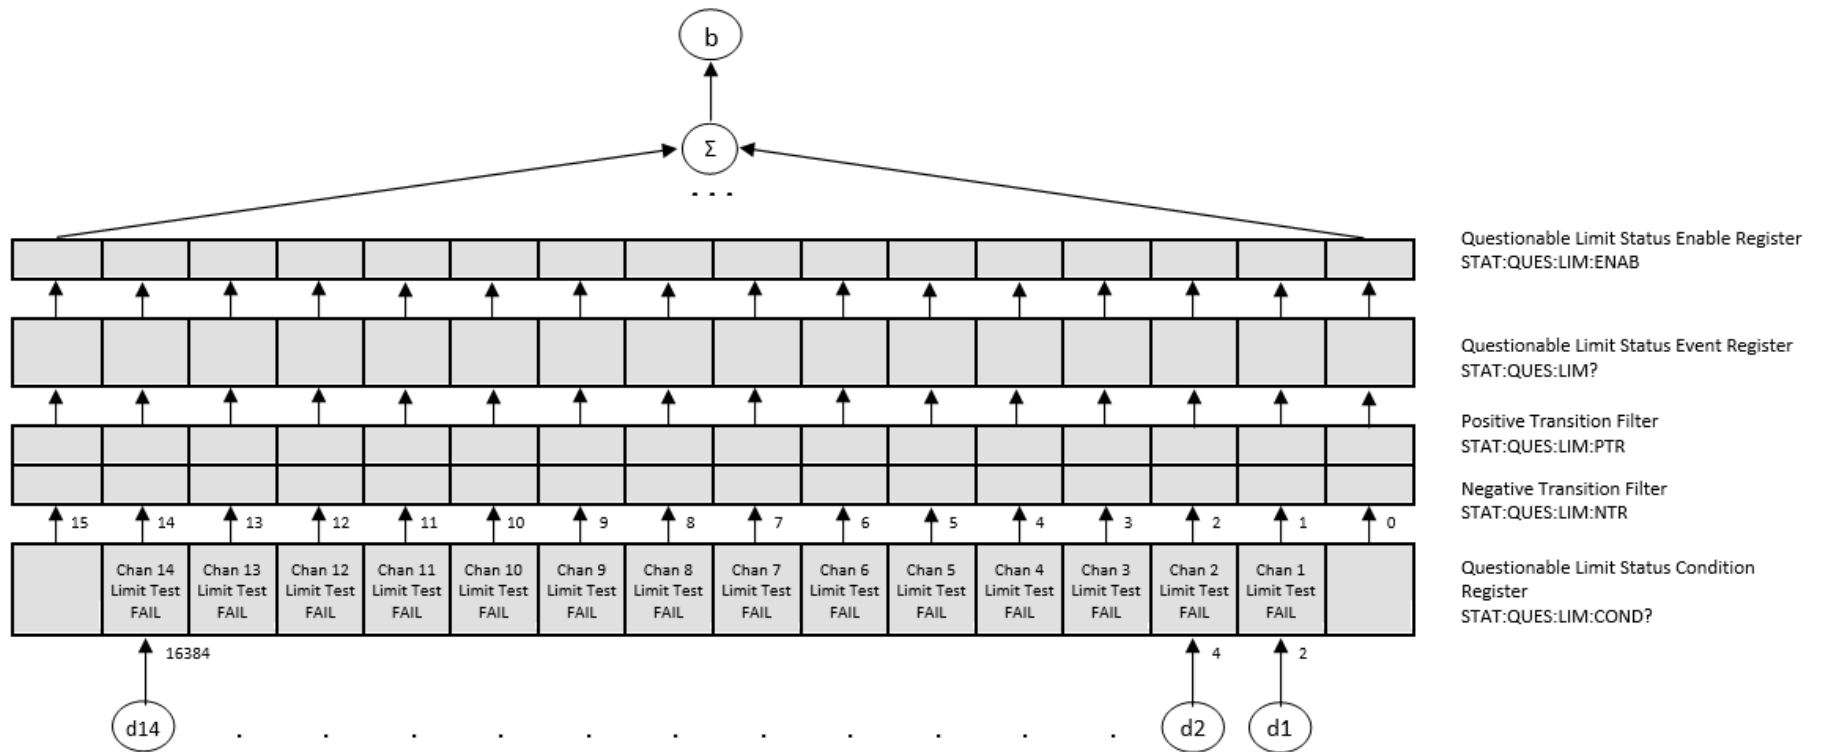 b
Σ
. . .
Questionable Limit Status Enable Register
STAT:QUES:LIM:ENAB
Questionable Limit Status Event Register
STAT:QUES:LIM?
Positive Transition Filter
STAT:QUES:LIM:PTR
Negative Transition Filter
STAT:QUES:LIM:NTR
15 14 13 12 11 10 9 8 7 6 5 4 3 2 1 0
Chan 14
Limit Test
FAIL
Chan 13
Limit Test
FAIL
Chan 12
Limit Test
FAIL
Chan 11
Limit Test
FAIL
Chan 10
Limit Test
FAIL
Chan 9
Limit Test
FAIL
Chan 8
Limit Test
FAIL
Chan 7
Limit Test
FAIL
Chan 6
Limit Test
FAIL
Chan 5
Limit Test
FAIL
Chan 4
Limit Test
FAIL
Chan 3
Limit Test
FAIL
Chan 2
Limit Test
FAIL
Chan 1
Limit Test
FAIL
Questionable Limit Status Condition
Register
STAT:QUES:LIM:COND?
16384 4 2
d14 . . . . . . . . . . . d2 d1